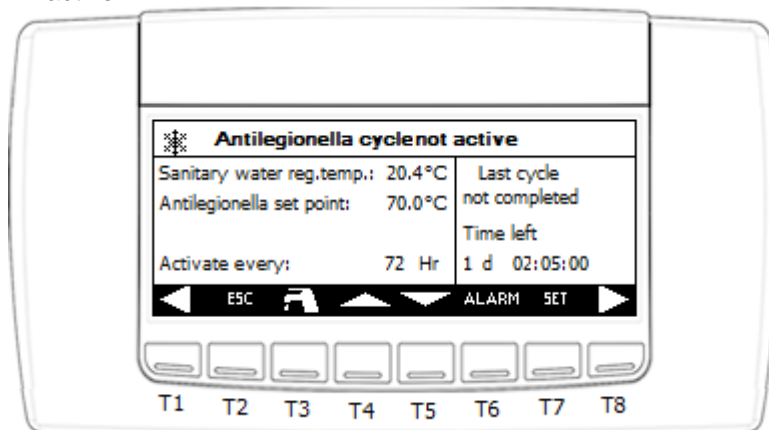 Antilegionella cycle not active
Sanitary water reg.temp.: 20.4°C
Antilegionella set point: 70.0°C
Activate every: 72 Hr
Last cycle
not completed
Time left
1 d 02:05:00
ESC ALARM SET
T1 T2 T3 T4 T5 T6 T7 T8